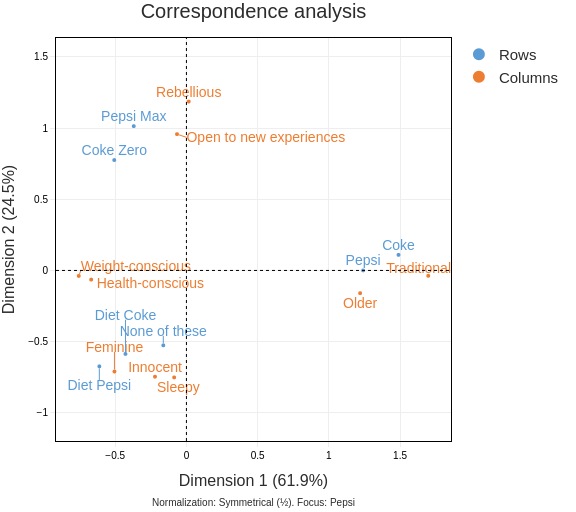 Correspondence analysis
1.5
1
0.5
0
−0.5
−1
−0.5
0
0.5
1
1.5
Dimension 2 (24.5%)
Dimension 1 (61.9%)
Normalization: Symmetrical (½). Focus: Pepsi
Rows
Columns
Rebellious
Pepsi Max
Open to new experiences
Coke Zero
Coke
Pepsi
Weight-conscious
Traditional
Health-conscious
Older
Diet Coke
None of these
Feminine
Innocent
Diet Pepsi
Sleepy